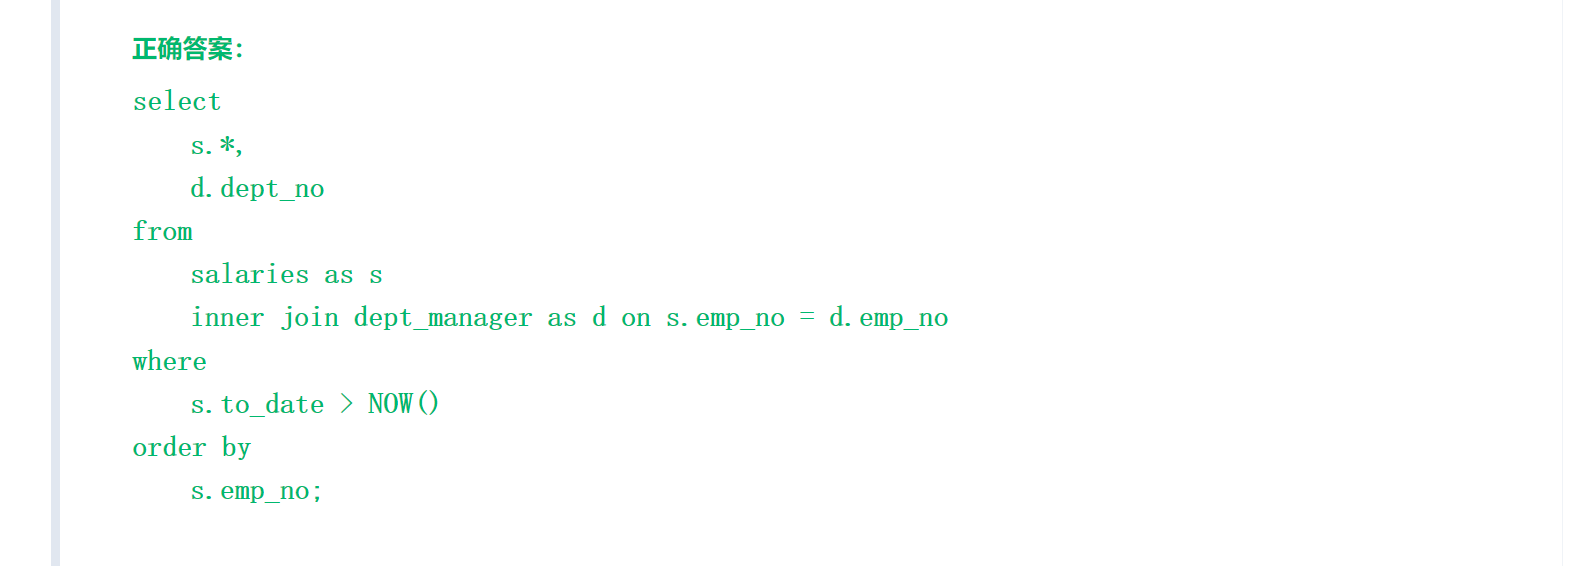 正确答案：
select
    s.*,
    d.dept_no
from
    salaries as s
    inner join dept_manager as d on s.emp_no = d.emp_no
where
    s.to_date > NOW()
order by
    s.emp_no;